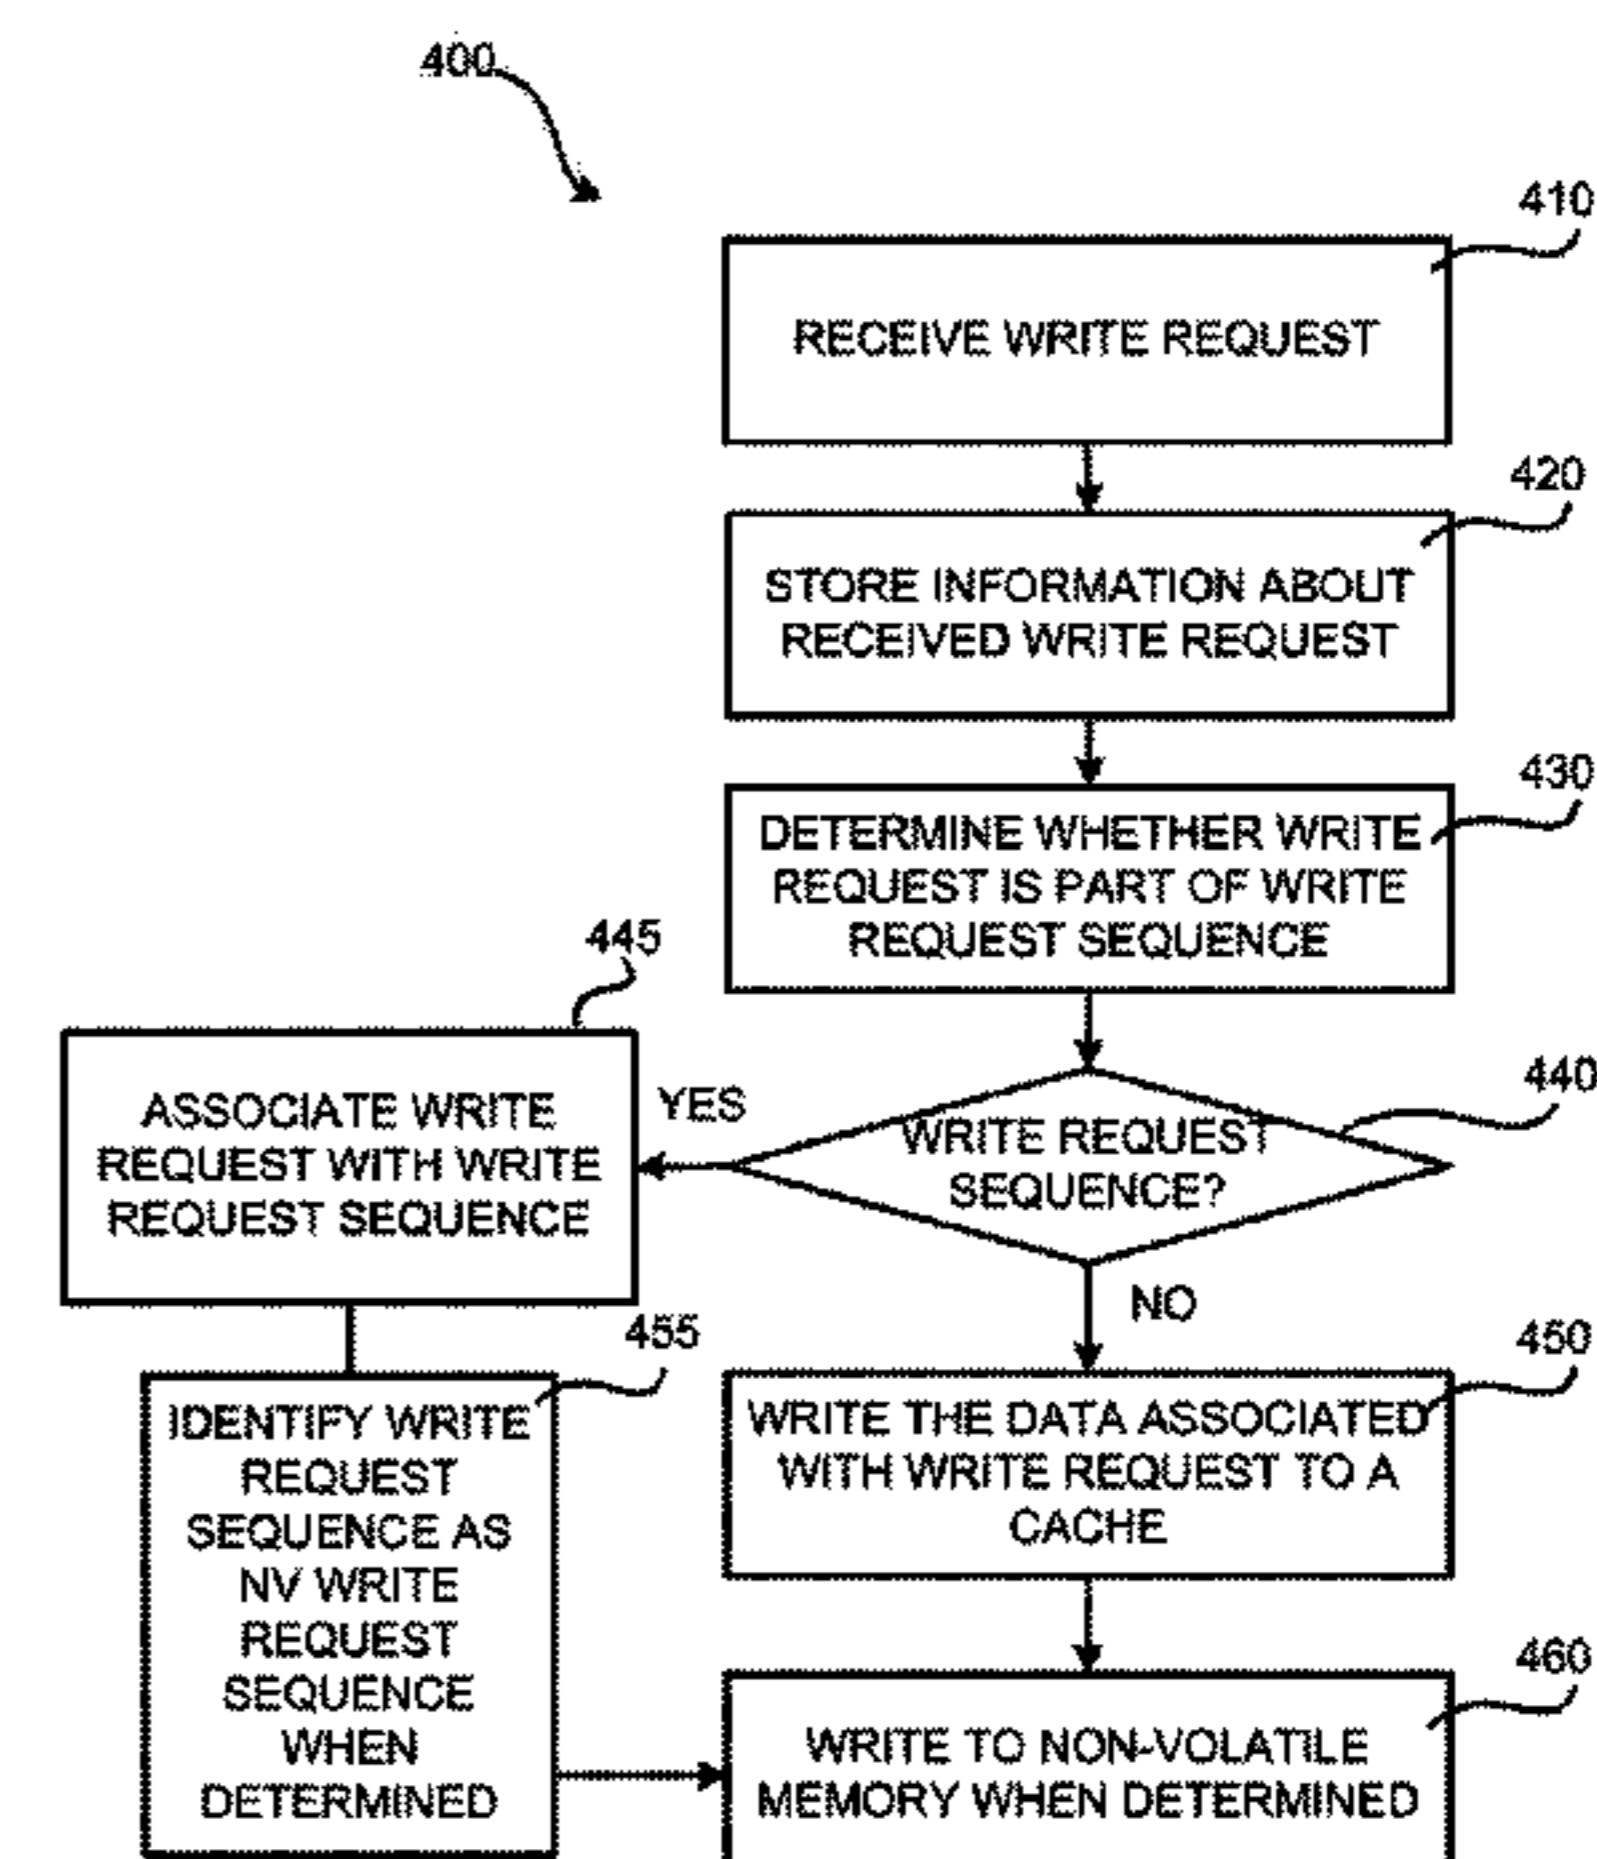 400
410
RECEIVE WRITE REQUEST
420
STORE INFORMATION ABOUT
RECEIVED WRITE REQUEST
430
DETERMINE WHETHER WRITE
REQUEST IS PART OF WRITE
REQUEST SEQUENCE
440
WRITE REQUEST
SEQUENCE?
YES
445
ASSOCIATE WRITE
REQUEST WITH WRITE
REQUEST SEQUENCE
NO
455
IDENTIFY WRITE
REQUEST
SEQUENCE AS
NV WRITE
REQUEST
SEQUENCE
WHEN
DETERMINED
450
WRITE THE DATA ASSOCIATED
WITH WRITE REQUEST TO A
CACHE
460
WRITE TO NON-VOLATILE
MEMORY WHEN DETERMINED